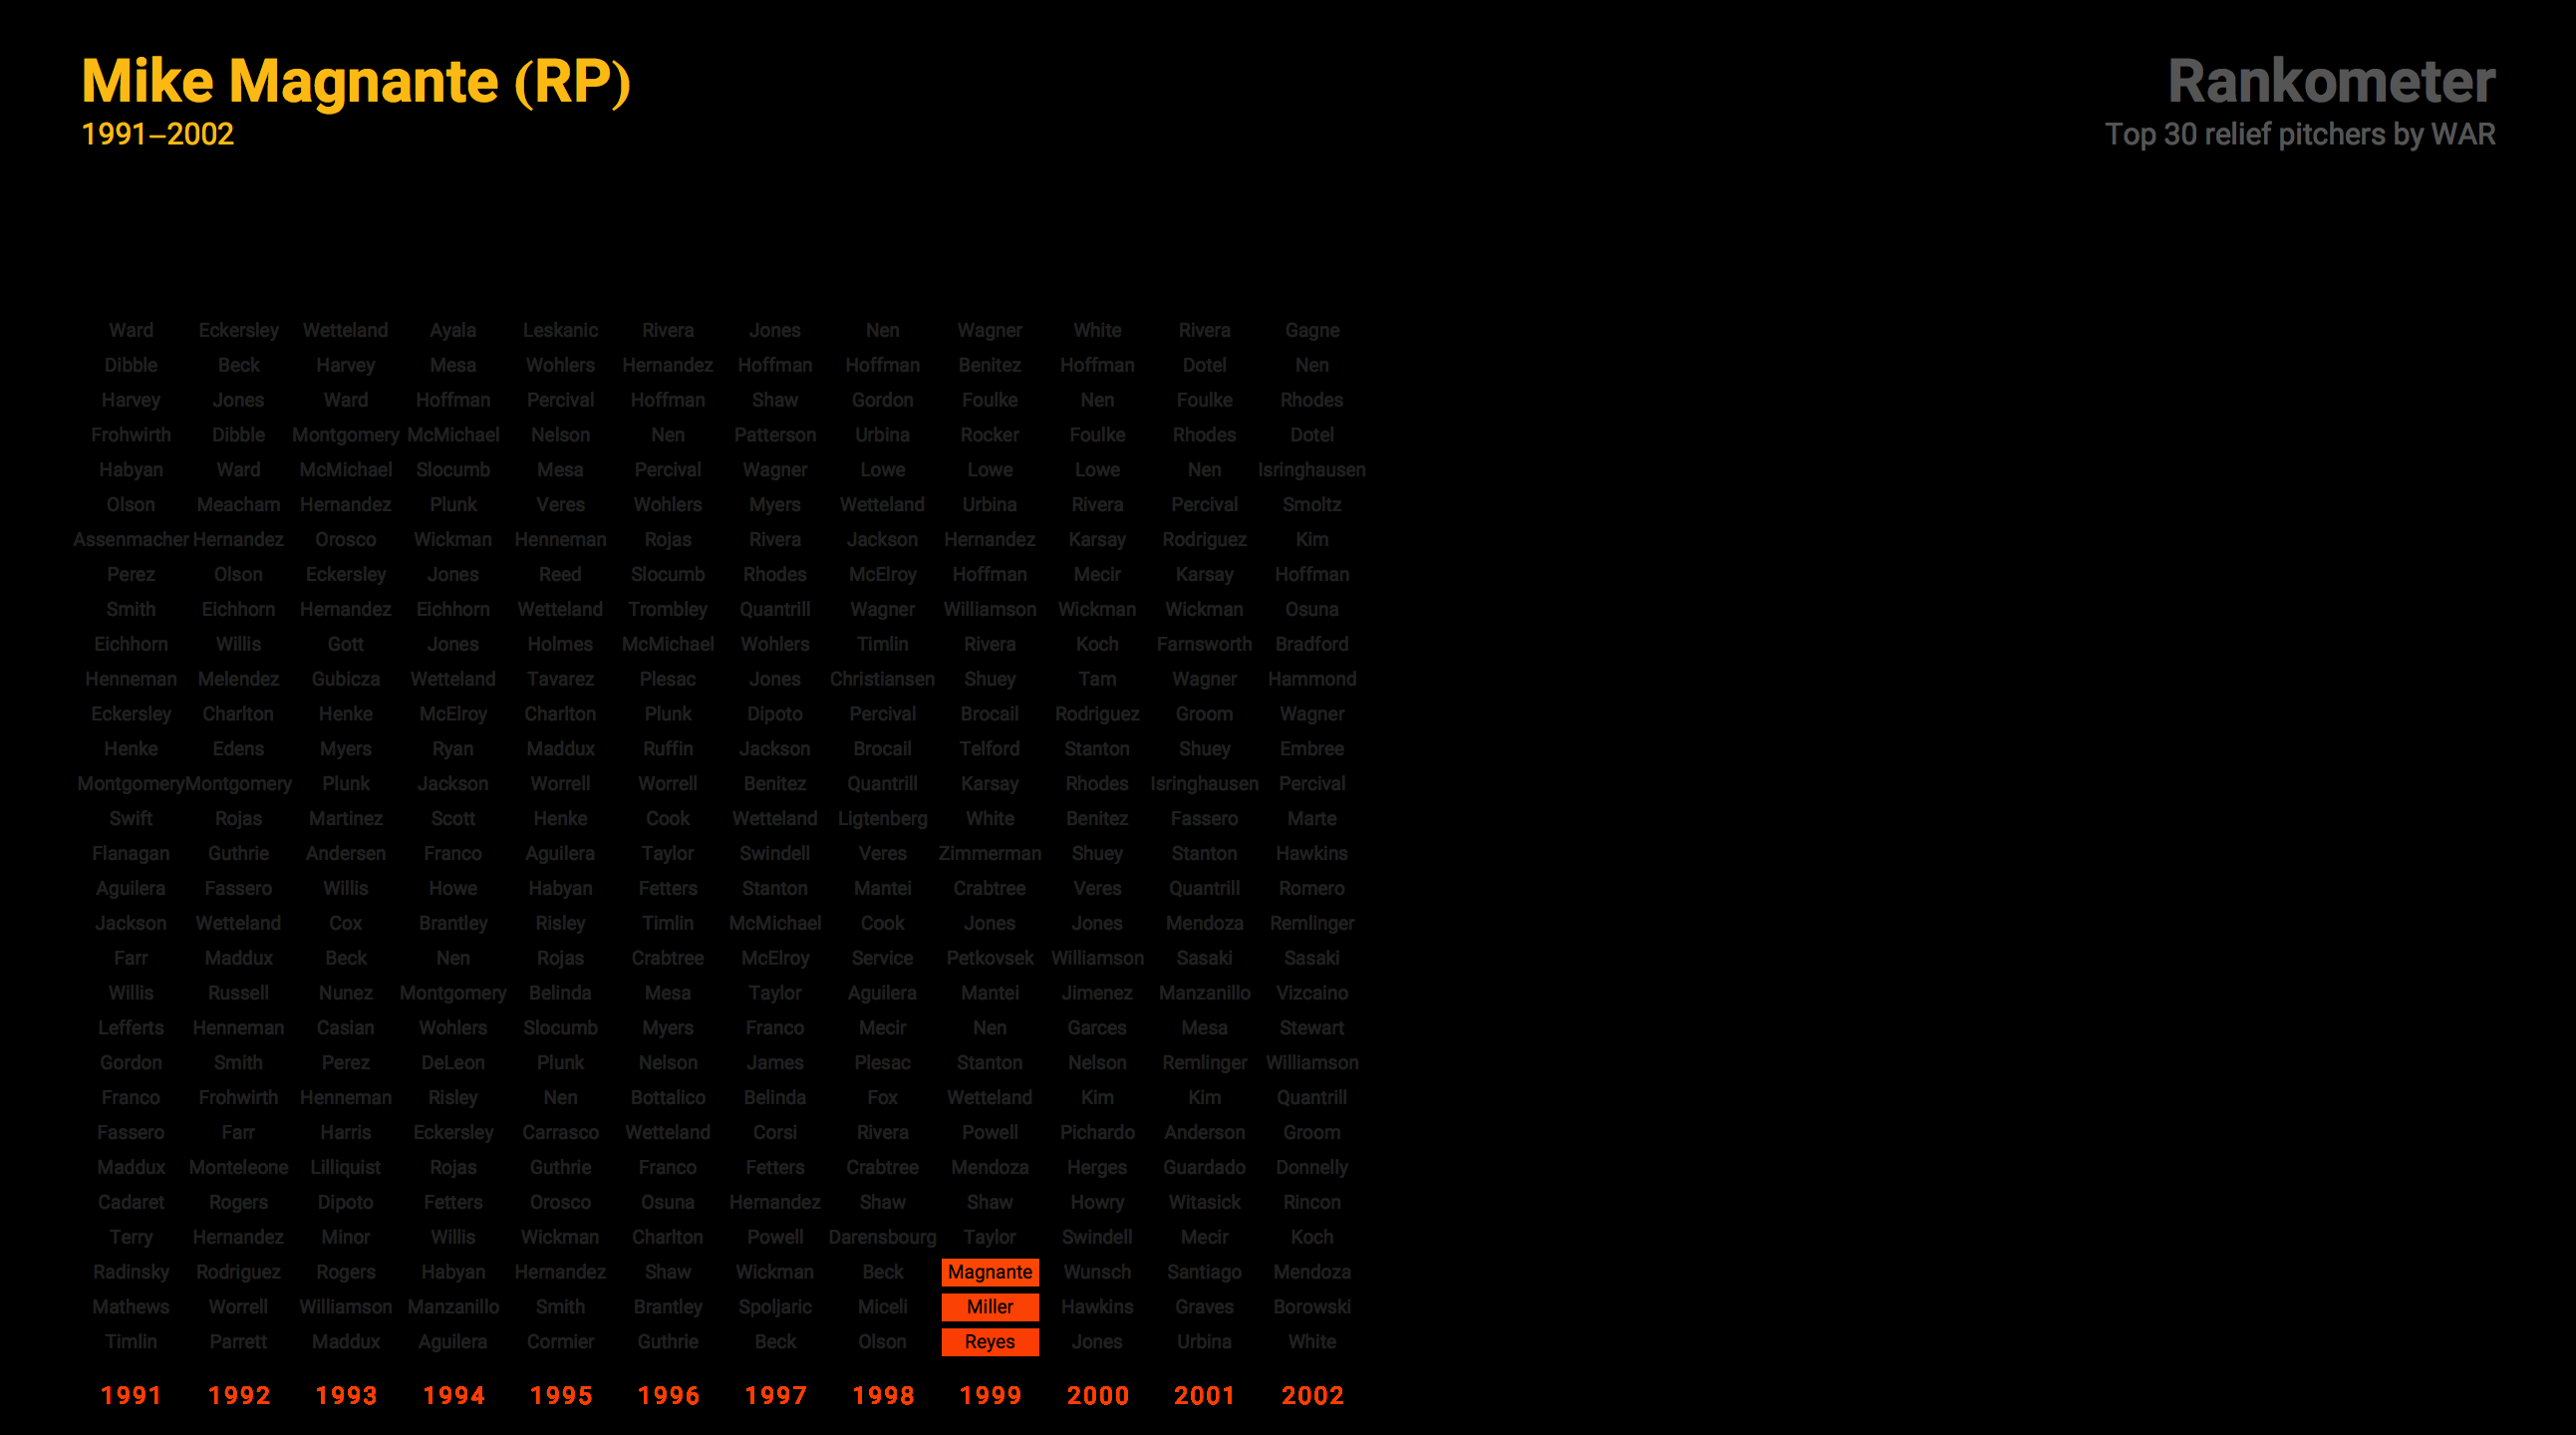 Mike Magnante (RP)
1991–2002
Rankometer
Top 30 relief pitchers by WAR
Ward Eckersley Wetteland Ayala Leskanic Rivera Jones Nen Wagner White Rivera Gagne
Dibble Beck Harvey Mesa Wohlers Hernandez Hoffman Hoffman Benitez Hoffman Dotel Nen
Harvey Jones Ward Hoffman Percival Hoffman Shaw Gordon Foulke Nen Foulke Rhodes
Frohwirth Dibble Montgomery McMichael Nelson Nen Patterson Urbina Rocker Foulke Rhodes Dotel
Habyan Ward McMichael Slocumb Mesa Percival Wagner Lowe Lowe Lowe Nen Isringhausen
Olson Meacham Hernandez Plunk Veres Wohlers Myers Wetteland Urbina Rivera Percival Smoltz
Assenmacher Hernandez Orosco Wickman Henneman Rojas Rivera Jackson Hernandez Karsay Rodriguez Kim
Perez Olson Eckersley Jones Reed Slocumb Rhodes McElroy Hoffman Mecir Karsay Hoffman
Smith Eichhorn Hernandez Eichhorn Wetteland Trombley Quantrill Wagner Williamson Wickman Wickman Osuna
Eichhorn Willis Gott Jones Holmes McMichael Wohlers Timlin Rivera Koch Farnsworth Bradford
Henneman Melendez Gubicza Wetteland Tavarez Plesac Jones Christiansen Shuey Tam Wagner Hammond
Eckersley Charlton Henke McElroy Charlton Plunk Dipoto Percival Brocail Rodriguez Groom Wagner
Henke Edens Myers Ryan Maddux Ruffin Jackson Brocail Telford Stanton Shuey Embree
Montgomery Montgomery Plunk Jackson Worrell Worrell Benitez Quantrill Karsay Rhodes Isringhausen Percival
Swift Rojas Martinez Scott Henke Cook Wetteland Ligtenberg White Benitez Fassero Marte
Flanagan Guthrie Andersen Franco Aguilera Taylor Swindell Veres Zimmerman Shuey Stanton Hawkins
Aguilera Fassero Willis Howe Habyan Fetters Stanton Mantei Crabtree Veres Quantrill Romero
Jackson Wetteland Cox Brantley Risley Timlin McMichael Cook Jones Jones Mendoza Remlinger
Farr Maddux Beck Nen Rojas Crabtree McElroy Service Petkovsek Williamson Sasaki Sasaki
Willis Russell Nunez Montgomery Belinda Mesa Taylor Aguilera Mantei Jimenez Manzanillo Vizcaino
Lefferts Henneman Casian Wohlers Slocumb Myers Franco Mecir Nen Garces Mesa Stewart
Gordon Smith Perez DeLeon Plunk Nelson James Plesac Stanton Nelson Remlinger Williamson
Franco Frohwirth Henneman Risley Nen Bottalico Belinda Fox Wetteland Kim Kim Quantrill
Fassero Farr Harris Eckersley Carrasco Wetteland Corsi Rivera Powell Pichardo Anderson Groom
Maddux Monteleone Lilliquist Rojas Guthrie Franco Fetters Crabtree Mendoza Herges Guardado Donnelly
Cadaret Rogers Dipoto Fetters Orosco Osuna Hernandez Shaw Shaw Howry Witasick Rincon
Terry Hernandez Minor Willis Wickman Charlton Powell Darensbourg Taylor Swindell Mecir Koch
Radinsky Rodriguez Rogers Habyan Hernandez Shaw Wickman Beck Magnante Wunsch Santiago Mendoza
Mathews Worrell Williamson Manzanillo Smith Brantley Spoljaric Miceli Miller Hawkins Graves Borowski
Timlin Parrett Maddux Aguilera Cormier Guthrie Beck Olson Reyes Jones Urbina White
1991 1992 1993 1994 1995 1996 1997 1998 1999 2000 2001 2002